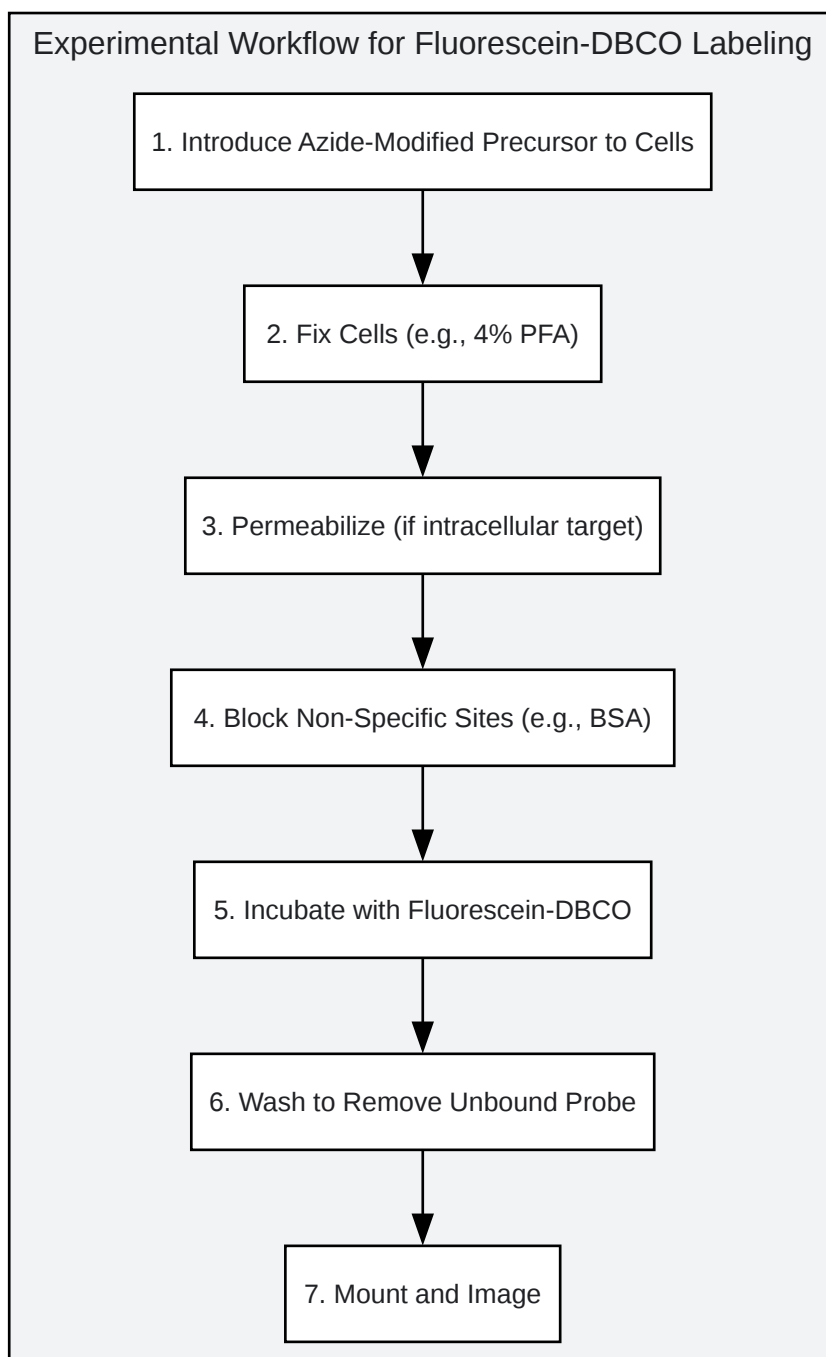 Experimental Workflow for Fluorescein-DBCO Labeling
1. Introduce Azide-Modified Precursor to Cells
2. Fix Cells (e.g., 4% PFA)
3. Permeabilize (if intracellular target)
4. Block Non-Specific Sites (e.g., BSA)
5. Incubate with Fluorescein-DBCO
6. Wash to Remove Unbound Probe
7. Mount and Image